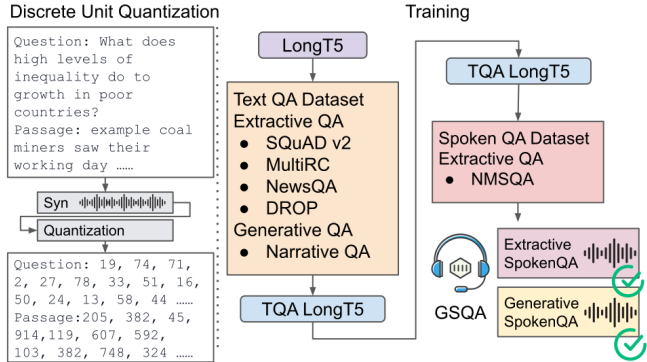 Discrete Unit Quantization
Question: What does
high levels of
inequality do to
growth in poor
countries?
Passage: example coal
miners saw their
working day ……
Syn
Quantization
Question: 19, 74, 71,
2, 27, 78, 33, 51, 16,
50, 24, 13, 58, 44 ……
Passage:205, 382, 45,
914,119, 607, 592,
103, 382, 748, 324 ……
Training
LongT5
Text QA Dataset
Extractive QA
● SQuAD v2
● MultiRC
● NewsQA
● DROP
Generative QA
● Narrative QA
TQA LongT5
TQA LongT5
Spoken QA Dataset
Extractive QA
● NMSQA
GSQA
Extractive
SpokenQA
Generative
SpokenQA